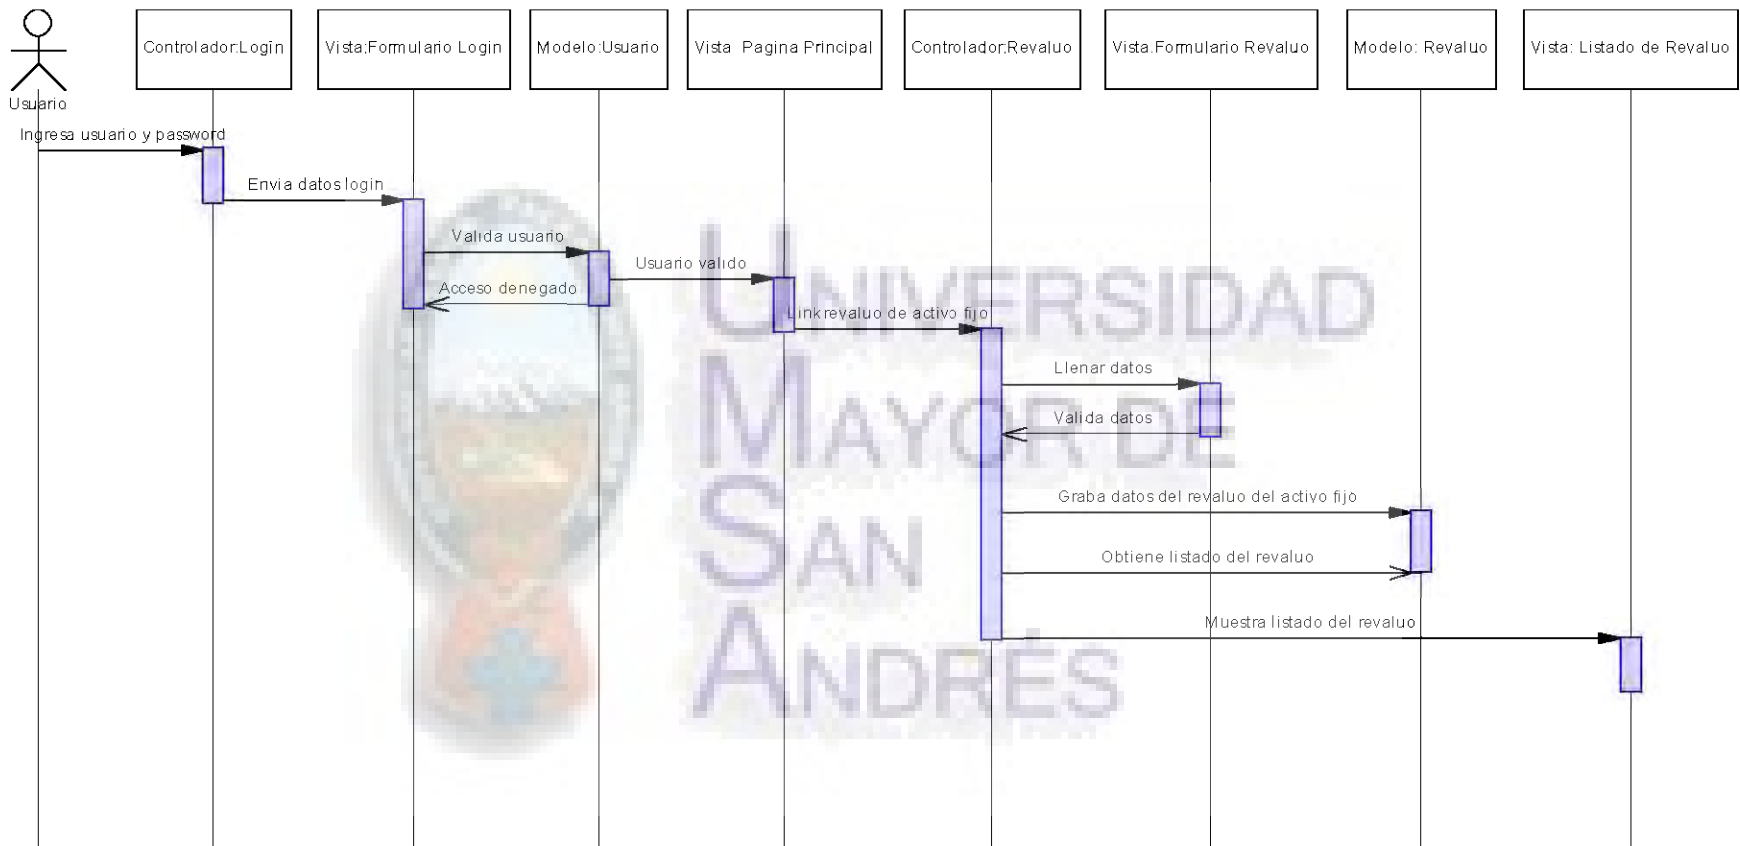 Controlador:Login
Vista:Formulario Login
Modelo:Usuario
Vista Pagina Principal
Controlador:Revaluo
Vista.Formulario Revaluo
Modelo: Revaluo
Vista: Listado de Revaluo
Usuario
Ingresa usuario y password
Envia datos login
Valida usuario
Usuario valido
Acceso denegado
Link revaluo de activo fijo
Llenar datos
Valida datos
Graba datos del revaluo del activo fijo
Obtiene listado del revaluo
Muestra listado del revaluo
UNIVERSIDAD
MAYOR DE
SAN
ANDRÉS